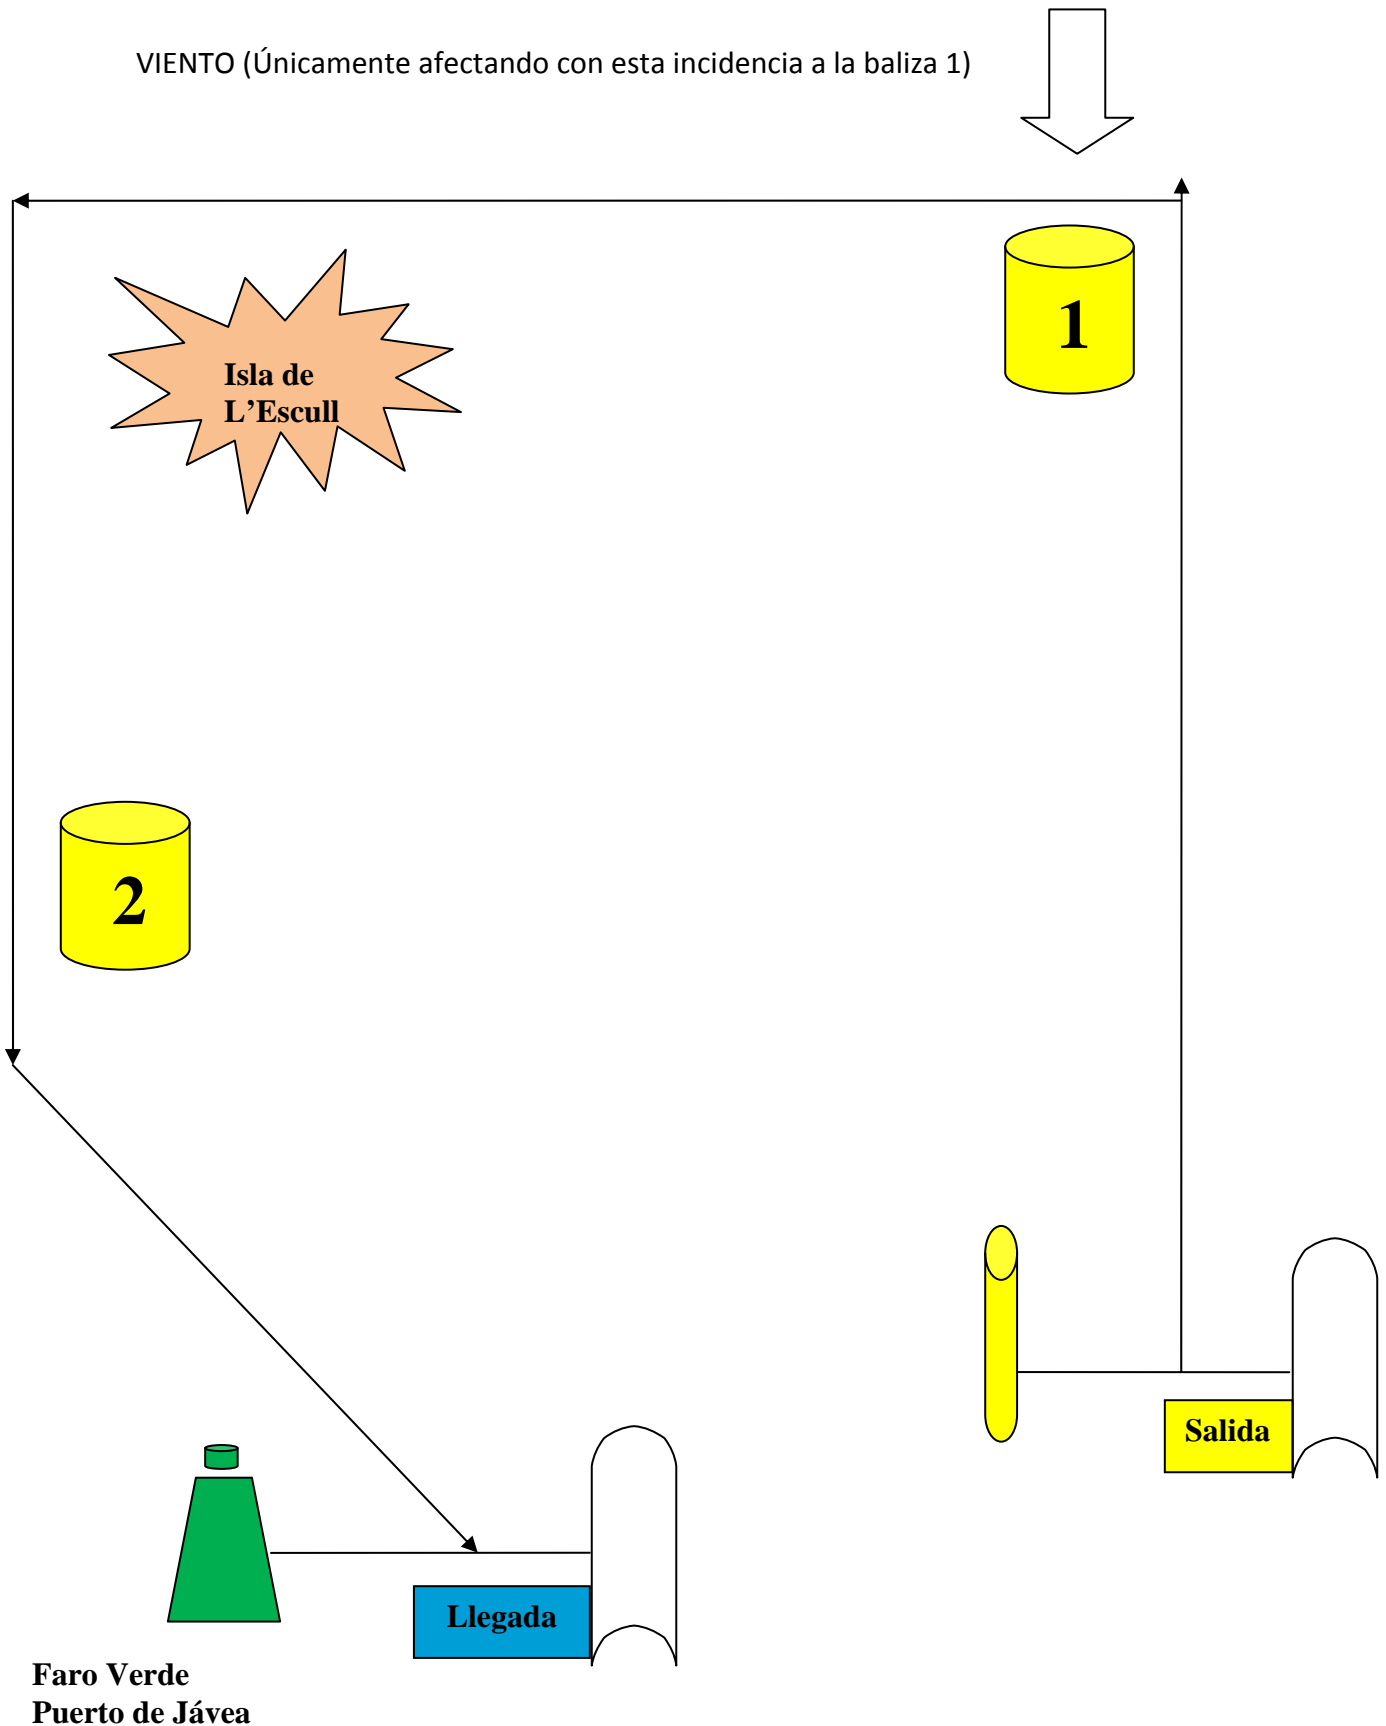 VIENTO (Únicamente afectando con esta incidencia a la baliza 1)
1
Isla de
L’Escull
2
Salida
Llegada
Faro Verde
Puerto de Jávea